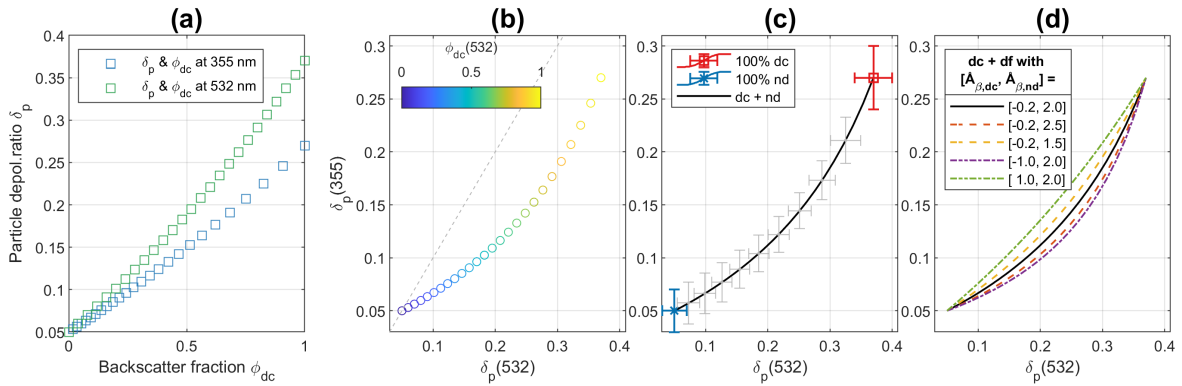 (a)
0.4
0.35
0.3
0.25
0.2
0.15
0.1
0.05
0
0.5
1
Particle depol.ratio δp
Backscatter fraction ϕdc
δp & ϕdc at 355 nm
δp & ϕdc at 532 nm
(b)
0.3
0.25
0.2
0.15
0.1
0.05
0.1
0.2
0.3
0.4
δp(355)
δp(532)
ϕdc(532)
0
0.5
1
(c)
0.3
0.25
0.2
0.15
0.1
0.05
0.1
0.2
0.3
0.4
δp(532)
100% dc
100% nd
dc + nd
(d)
0.3
0.25
0.2
0.15
0.1
0.05
0.1
0.2
0.3
0.4
δp(532)
dc + df with
[Åβ,dc, Åβ,nd] =
[-0.2, 2.0]
[-0.2, 2.5]
[-0.2, 1.5]
[-1.0, 2.0]
[ 1.0, 2.0]